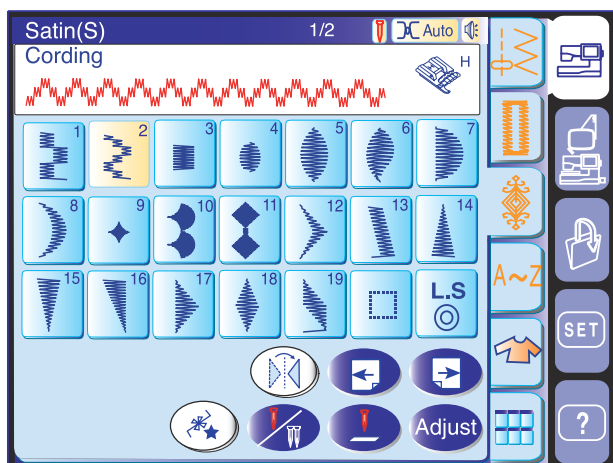 Satin(S) 1/2 Auto
Cording H
1 2 3 4 5 6 7
8 9 10 11 12 13 14
15 16 17 18 19 L.S
A~Z
SET
Adjust ?